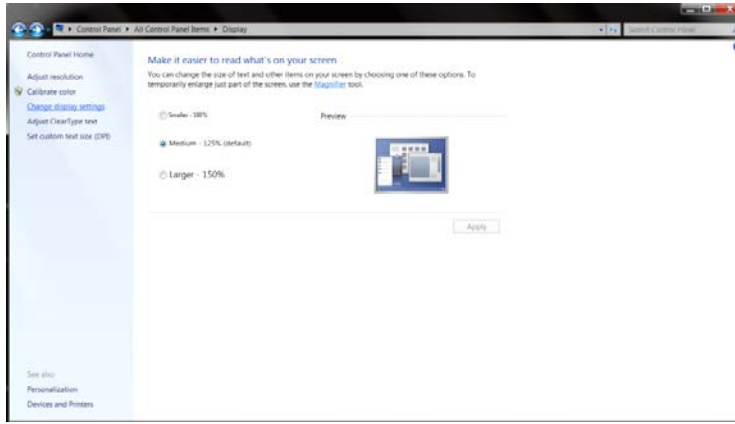 Control Panel ▸ All Control Panel Items ▸ Display
Search Control Panel
Control Panel Home
Adjust resolution
Calibrate color
Change display settings
Adjust ClearType text
Set custom text size (DPI)
Make it easier to read what's on your screen
You can change the size of text and other items on your screen by choosing one of these options. To
temporarily enlarge just part of the screen, use the Magnifier tool.
Smaller - 100%
Preview
Medium - 125% (default)
Larger - 150%
Apply
See also
Personalization
Devices and Printers